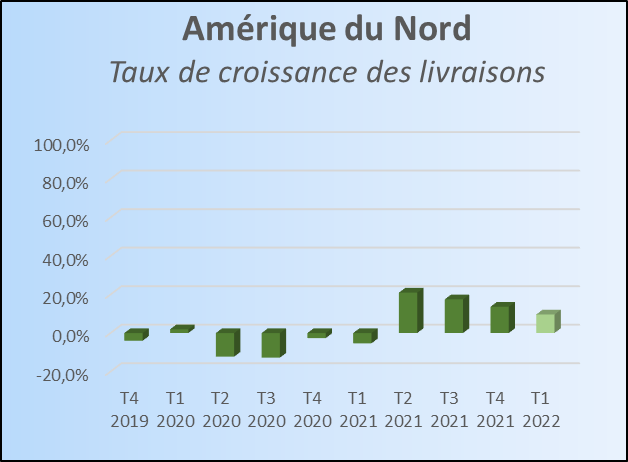 Amérique du Nord
Taux de croissance des livraisons
100,0%
80,0%
60,0%
40,0%
20,0%
0,0%
-20,0%
T4 T1 T2 T3 T4 T1 T2 T3 T4 T1
2019 2020 2020 2020 2020 2021 2021 2021 2021 2022